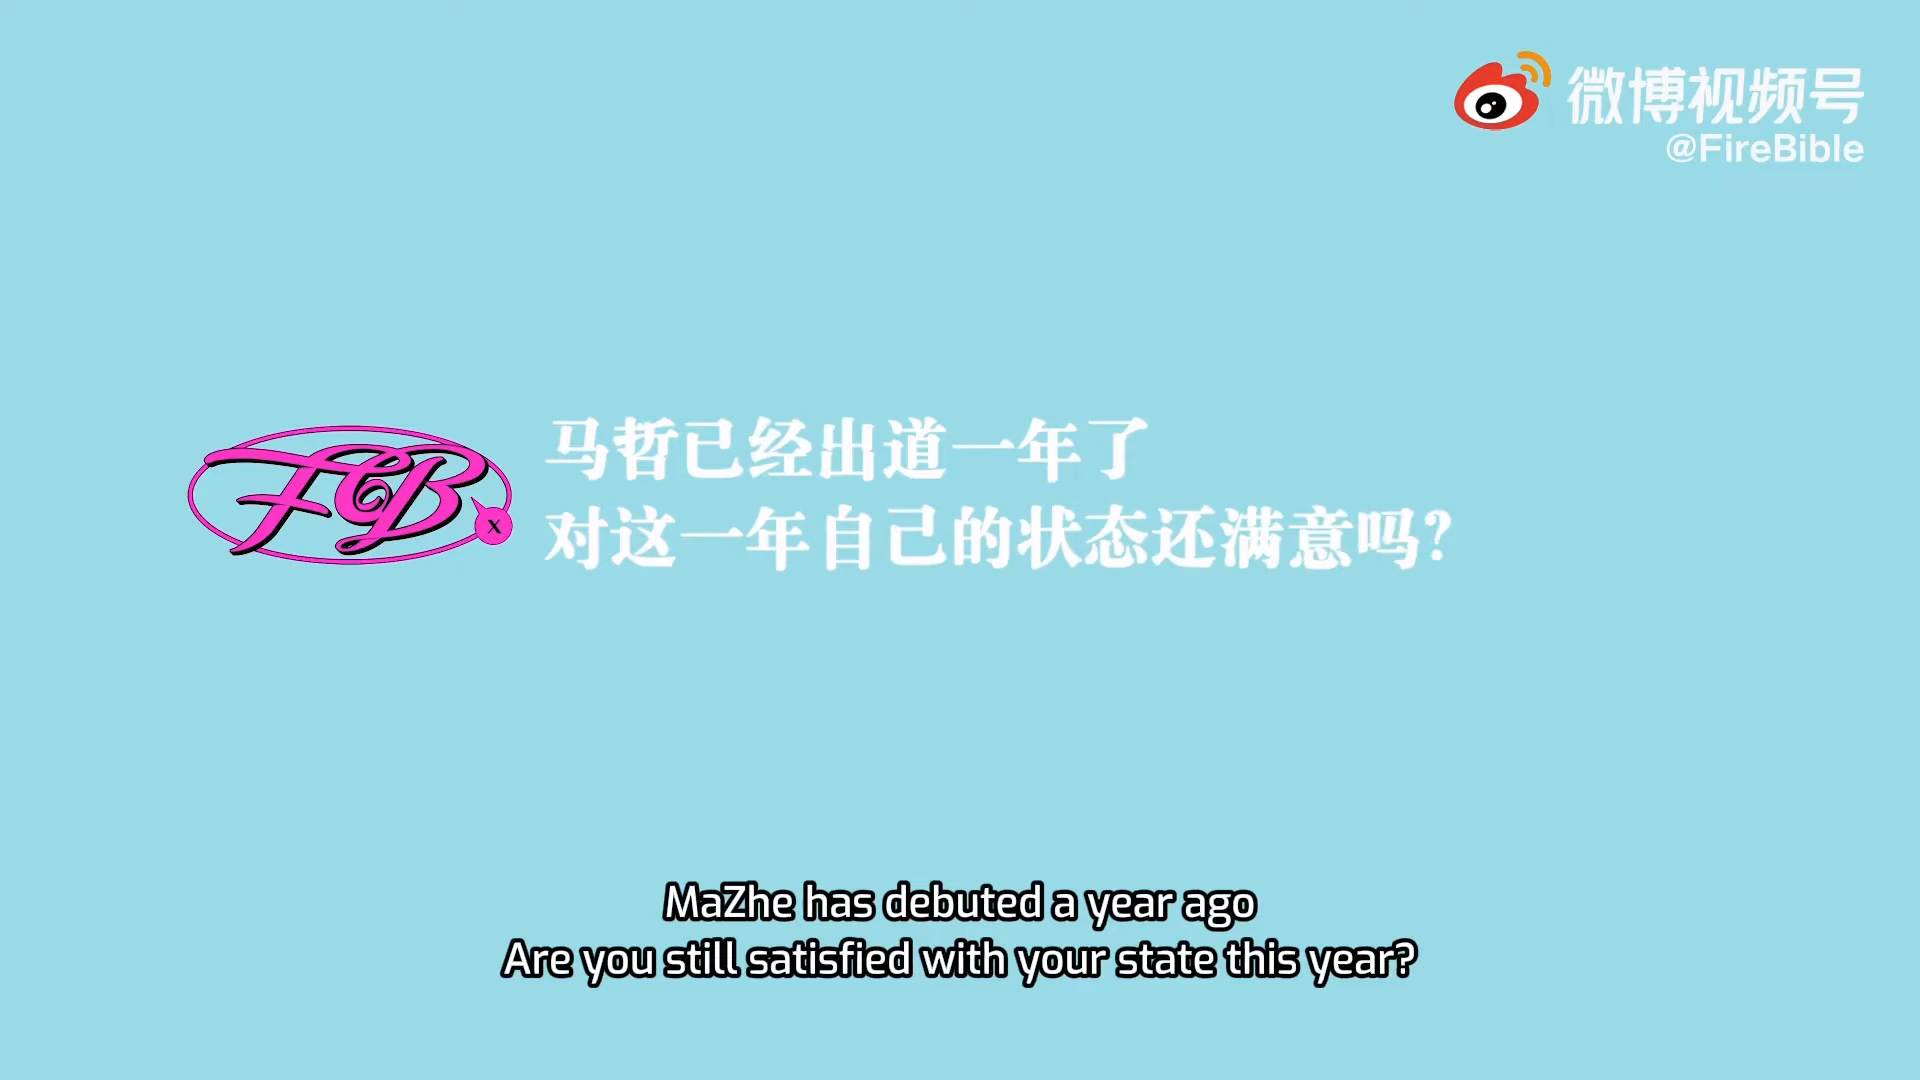 微博视频号
@FireBible
FCB
x
马哲已经出道一年了
对这一年自己的状态还满意吗?
MaZhe has debuted a year ago
Are you still satisfied with your state this year?